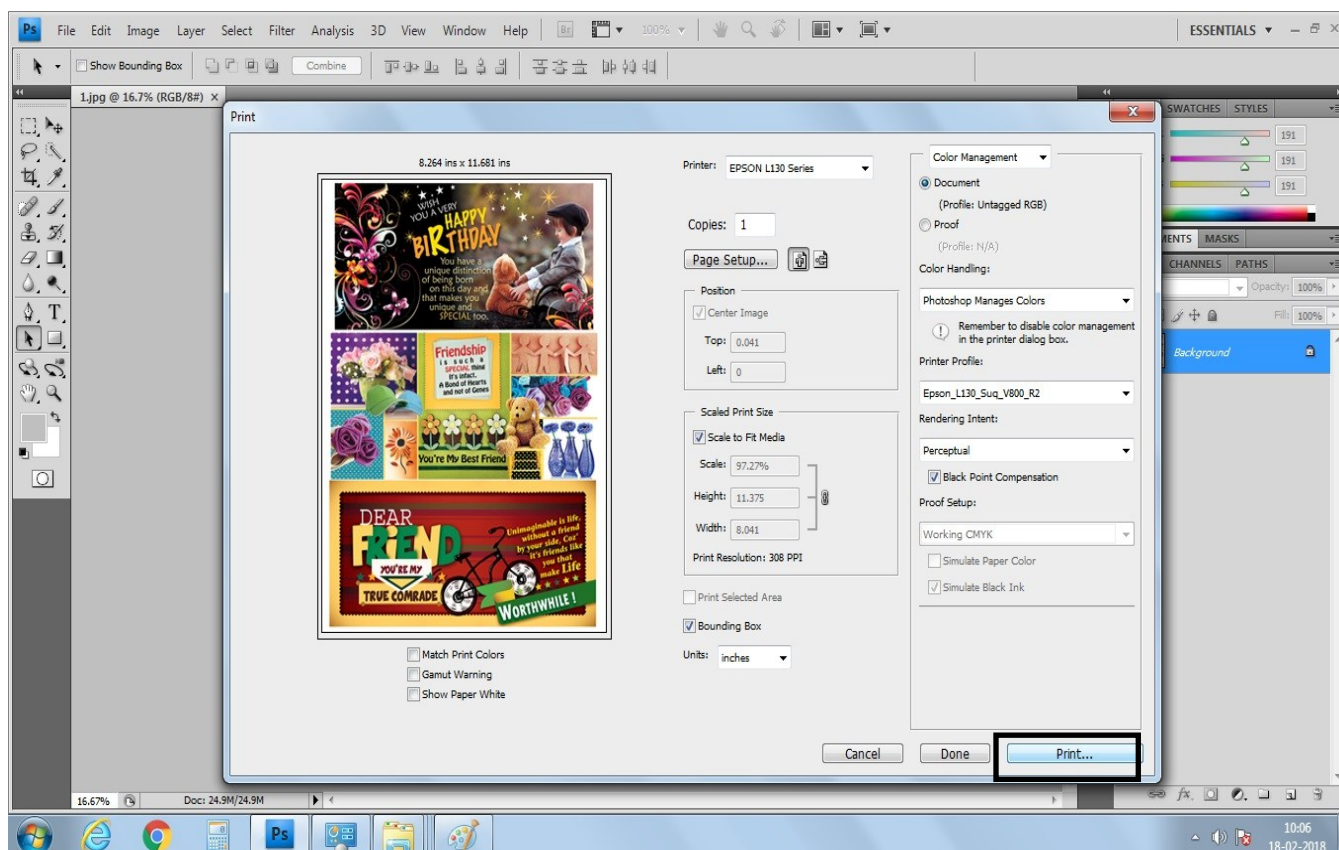 Ps File Edit Image Layer Select Filter Analysis 3D View Window Help Br 100% ESSENTIALS
Show Bounding Box Combine
1.jpg @ 16.7% (RGB/8#) ×
SWATCHES STYLES
191
191
191
MASKS
CHANNELS PATHS
Opacity: 100%
Fill: 100%
Background
Print
8.264 ins x 11.681 ins
WISH
YOU A VERY
HAPPY
BIRTHDAY
You have a
unique distinction
of being born
on this day and
that makes you
unique and
SPECIAL too.
Friendship
is such a
SPECIAL thing
It's infact,
A Bond of Hearts
and not of Genes
You're My Best Friend
DEAR
FRiEND
YOU'RE MY
TRUE COMRADE
Unimaginable is life,
without a friend
by your side, Coz'
it's friends like
you that
make Life
WORTHWHILE !
Match Print Colors
Gamut Warning
Show Paper White
Printer: EPSON L130 Series
Copies: 1
Page Setup...
Position
Center Image
Top: 0.041
Left: 0
Scaled Print Size
Scale to Fit Media
Scale: 97.27%
Height: 11.375
Width: 8.041
Print Resolution: 308 PPI
Print Selected Area
Bounding Box
Units: inches
Color Management
Document
(Profile: Untagged RGB)
Proof
(Profile: N/A)
Color Handling:
Photoshop Manages Colors
Remember to disable color management
in the printer dialog box.
Printer Profile:
Epson_L130_Suq_V800_R2
Rendering Intent:
Perceptual
Black Point Compensation
Proof Setup:
Working CMYK
Simulate Paper Color
Simulate Black Ink
Cancel Done Print...
16.67% Doc: 24.9M/24.9M
Ps
10:06
18-02-2018